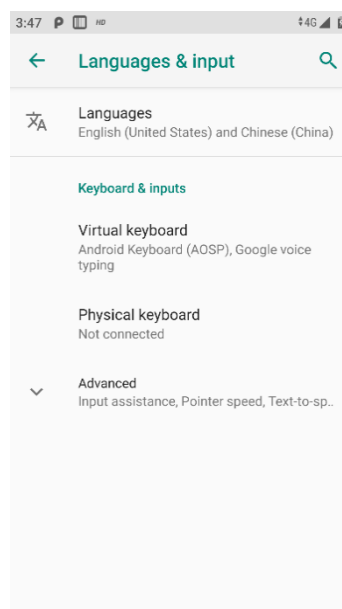 3:47 P HD 4G
Languages & input
Languages
English (United States) and Chinese (China)
Keyboard & inputs
Virtual keyboard
Android Keyboard (AOSP), Google voice
typing
Physical keyboard
Not connected
Advanced
Input assistance, Pointer speed, Text-to-sp..